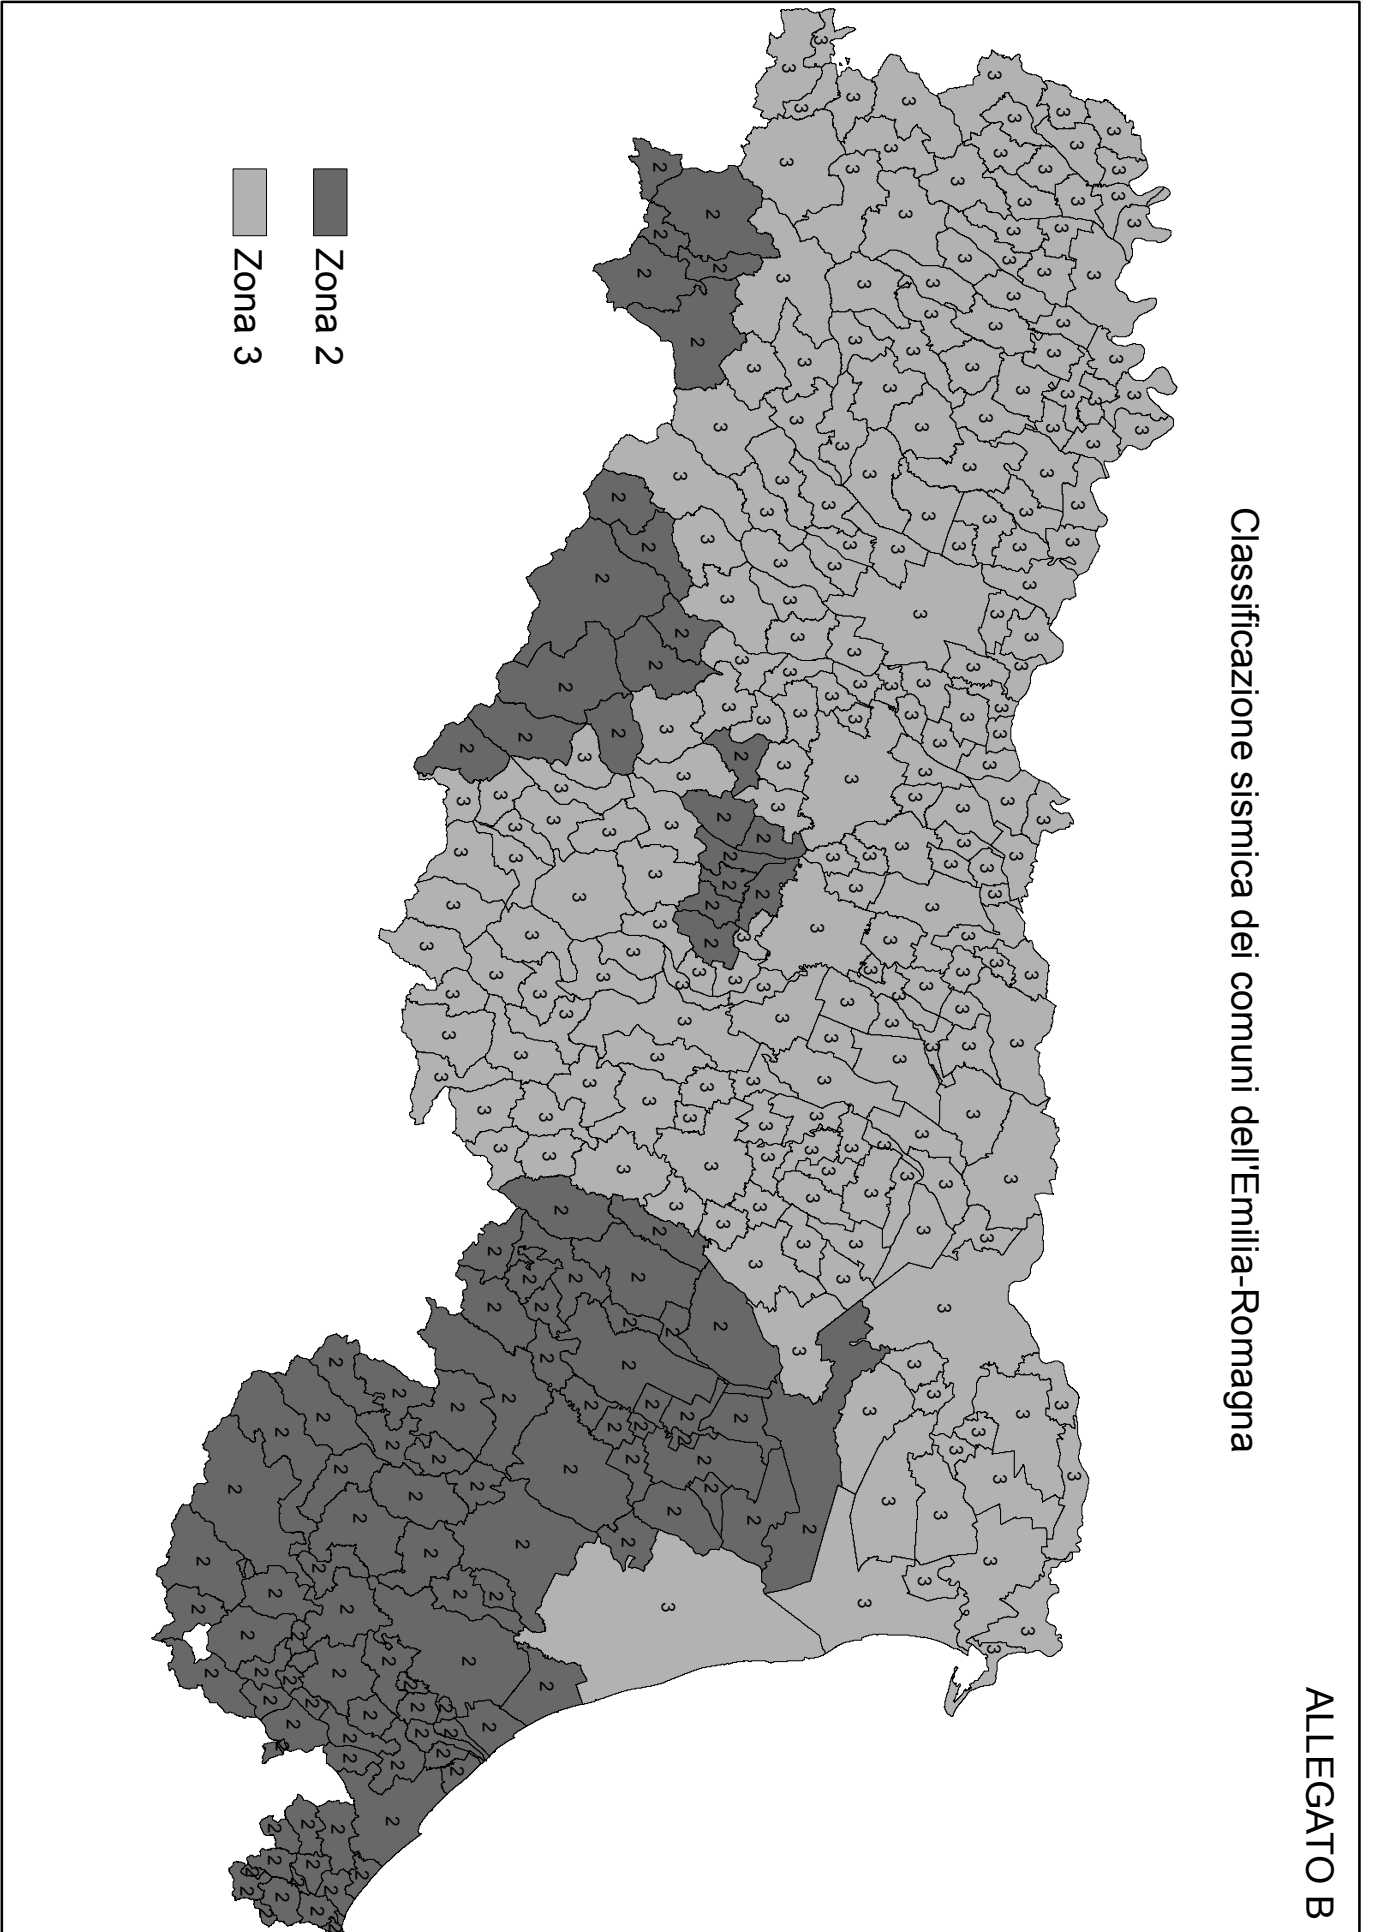 ALLEGATO B
Classificazione sismica dei comuni dell'Emilia-Romagna
Zona 2
Zona 3